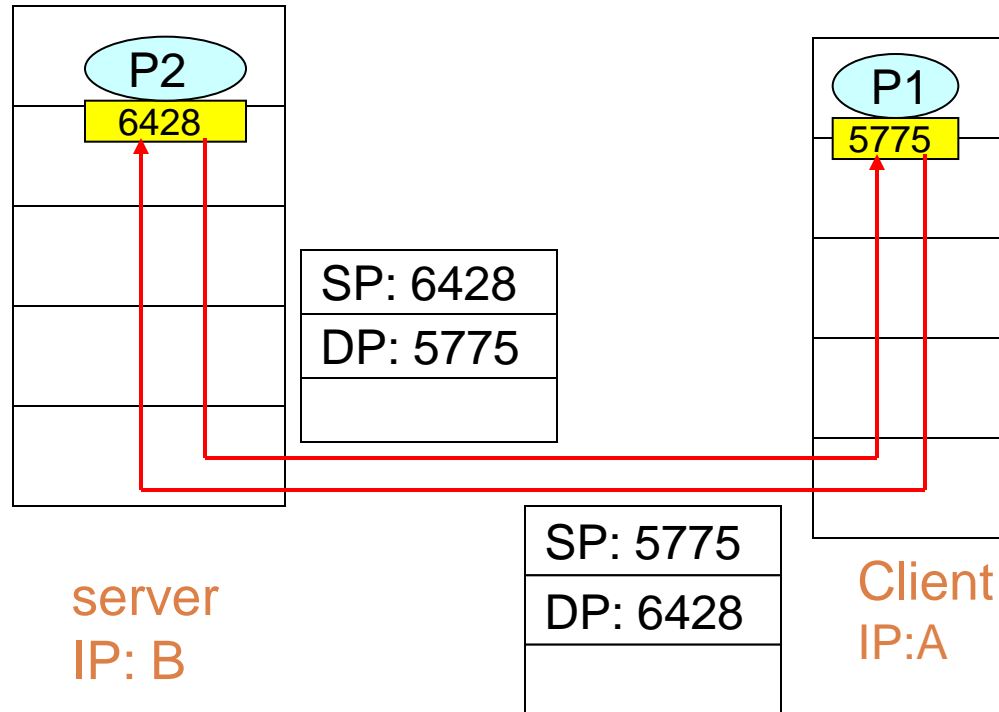 P2
6428
P1
5775
SP: 6428
DP: 5775
SP: 5775
DP: 6428
server
IP: B
Client
IP:A